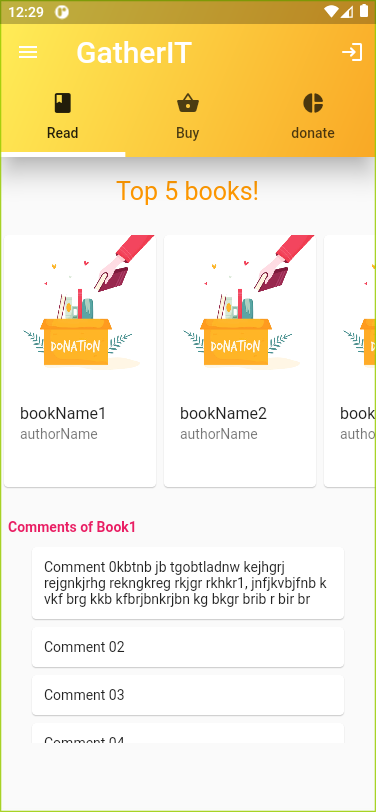 12:29
GatherIT
Read
Buy
donate
Top 5 books!
DONATION
DONATION
bookName1
authorName
bookName2
authorName
book
autho
Comments of Book1
Comment 0kbtnb jb tgobtladnw kejhgrj
rejgnkjrhg rekngkreg rkjgr rkhkr1, jnfjkvbjfnb k
vkf brg kkb kfbrjbnkrjbn kg bkgr brib r bir br
Comment 02
Comment 03
Comment 04